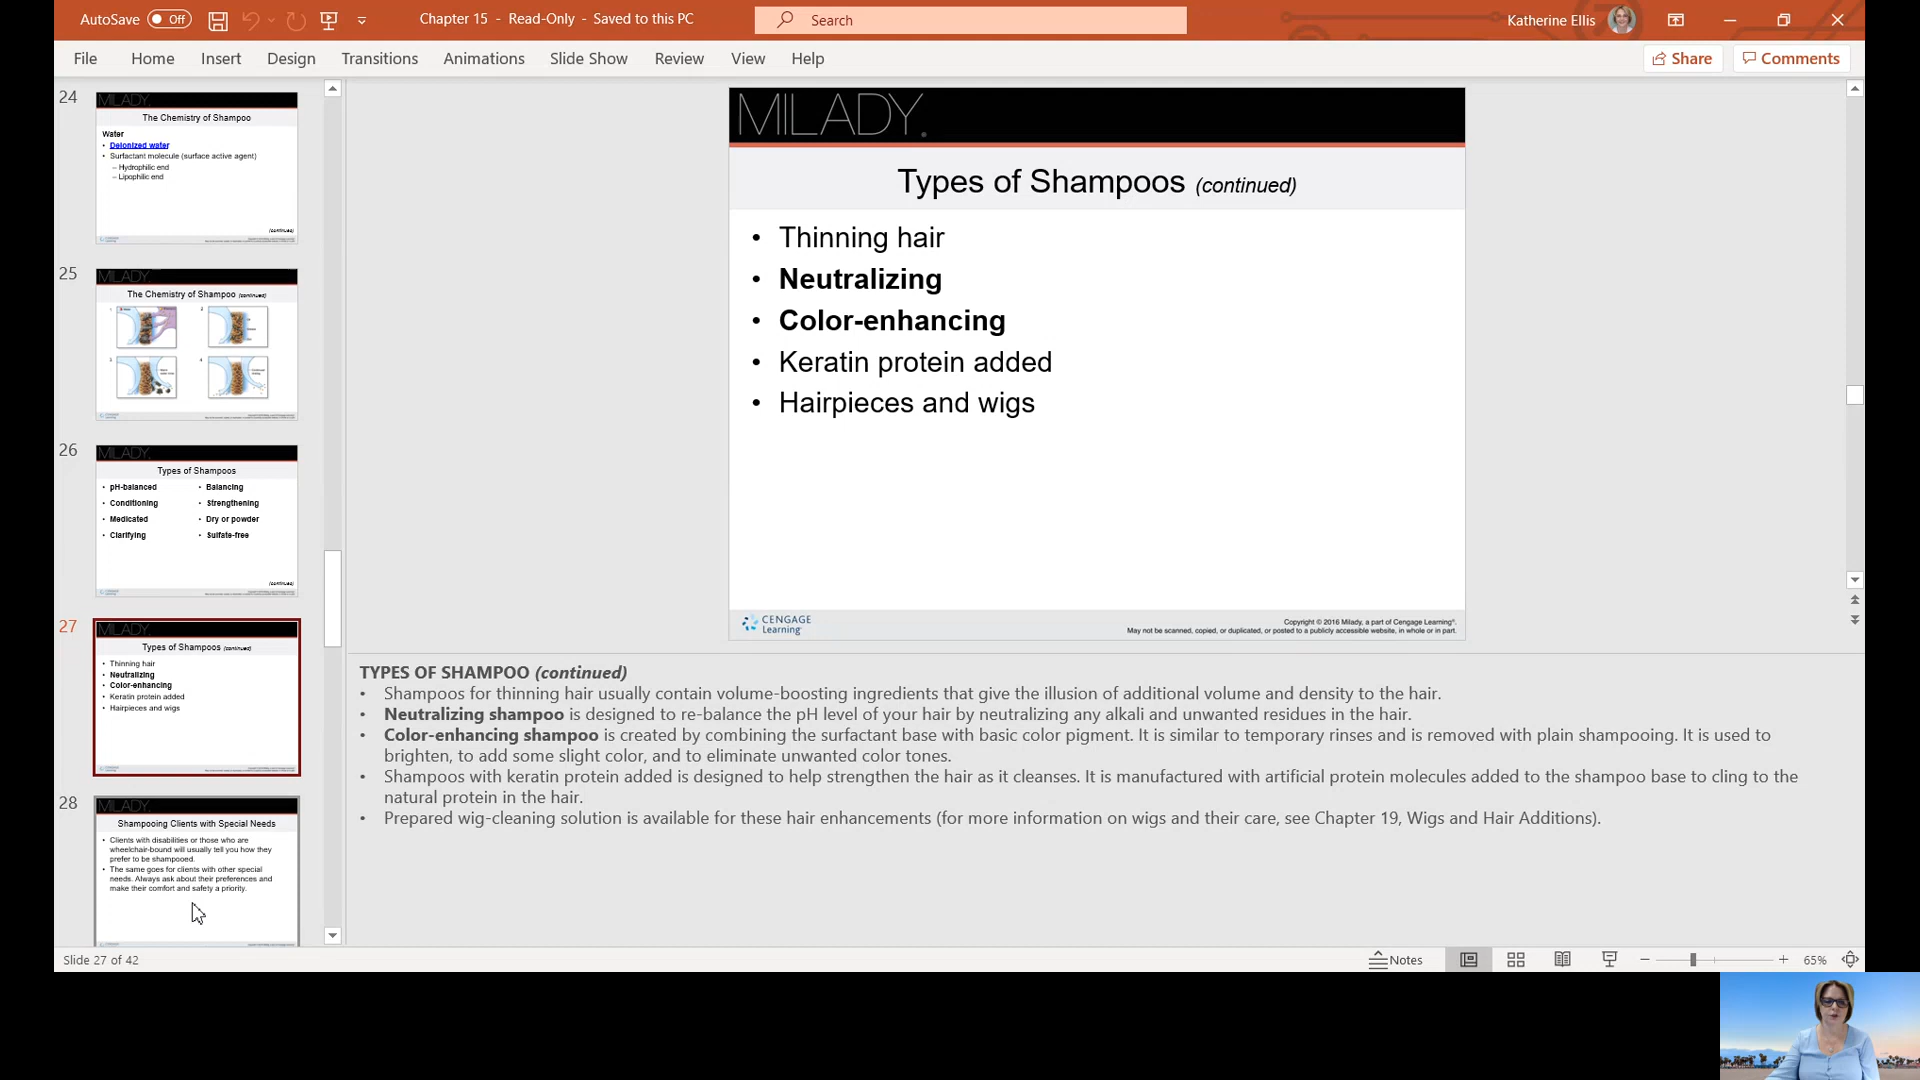 AutoSave Off Chapter 15 - Read-Only - Saved to this PC Search Katherine Ellis
File Home Insert Design Transitions Animations Slide Show Review View Help Share Comments
24
MILADY
The Chemistry of Shampoo
Water
• Deionized water
• Surfactant molecule (surface active agent)
– Hydrophilic end
– Lipophilic end
(continued)
25
MILADY
The Chemistry of Shampoo (continued)
26
MILADY
Types of Shampoos
• pH-balanced
• Conditioning
• Medicated
• Clarifying
• Balancing
• Strengthening
• Dry or powder
• Sulfate-free
(continued)
27
MILADY
Types of Shampoos (continued)
• Thinning hair
• Neutralizing
• Color-enhancing
• Keratin protein added
• Hairpieces and wigs
28
MILADY
Shampooing Clients with Special Needs
• Clients with disabilities or those who are
wheelchair-bound will usually tell you how they
prefer to be shampooed.
• The same goes for clients with other special
needs. Always ask about their preferences and
make their comfort and safety a priority.
MILADY.
Types of Shampoos (continued)
• Thinning hair
• Neutralizing
• Color-enhancing
• Keratin protein added
• Hairpieces and wigs
CENGAGE
Learning
Copyright © 2016 Milady, a part of Cengage Learning®.
May not be scanned, copied, or duplicated, or posted to a publicly accessible website, in whole or in part.
TYPES OF SHAMPOO (continued)
• Shampoos for thinning hair usually contain volume-boosting ingredients that give the illusion of additional volume and density to the hair.
• Neutralizing shampoo is designed to re-balance the pH level of your hair by neutralizing any alkali and unwanted residues in the hair.
• Color-enhancing shampoo is created by combining the surfactant base with basic color pigment. It is similar to temporary rinses and is removed with plain shampooing. It is used to
brighten, to add some slight color, and to eliminate unwanted color tones.
• Shampoos with keratin protein added is designed to help strengthen the hair as it cleanses. It is manufactured with artificial protein molecules added to the shampoo base to cling to the
natural protein in the hair.
• Prepared wig-cleaning solution is available for these hair enhancements (for more information on wigs and their care, see Chapter 19, Wigs and Hair Additions).
Slide 27 of 42 Notes 65%